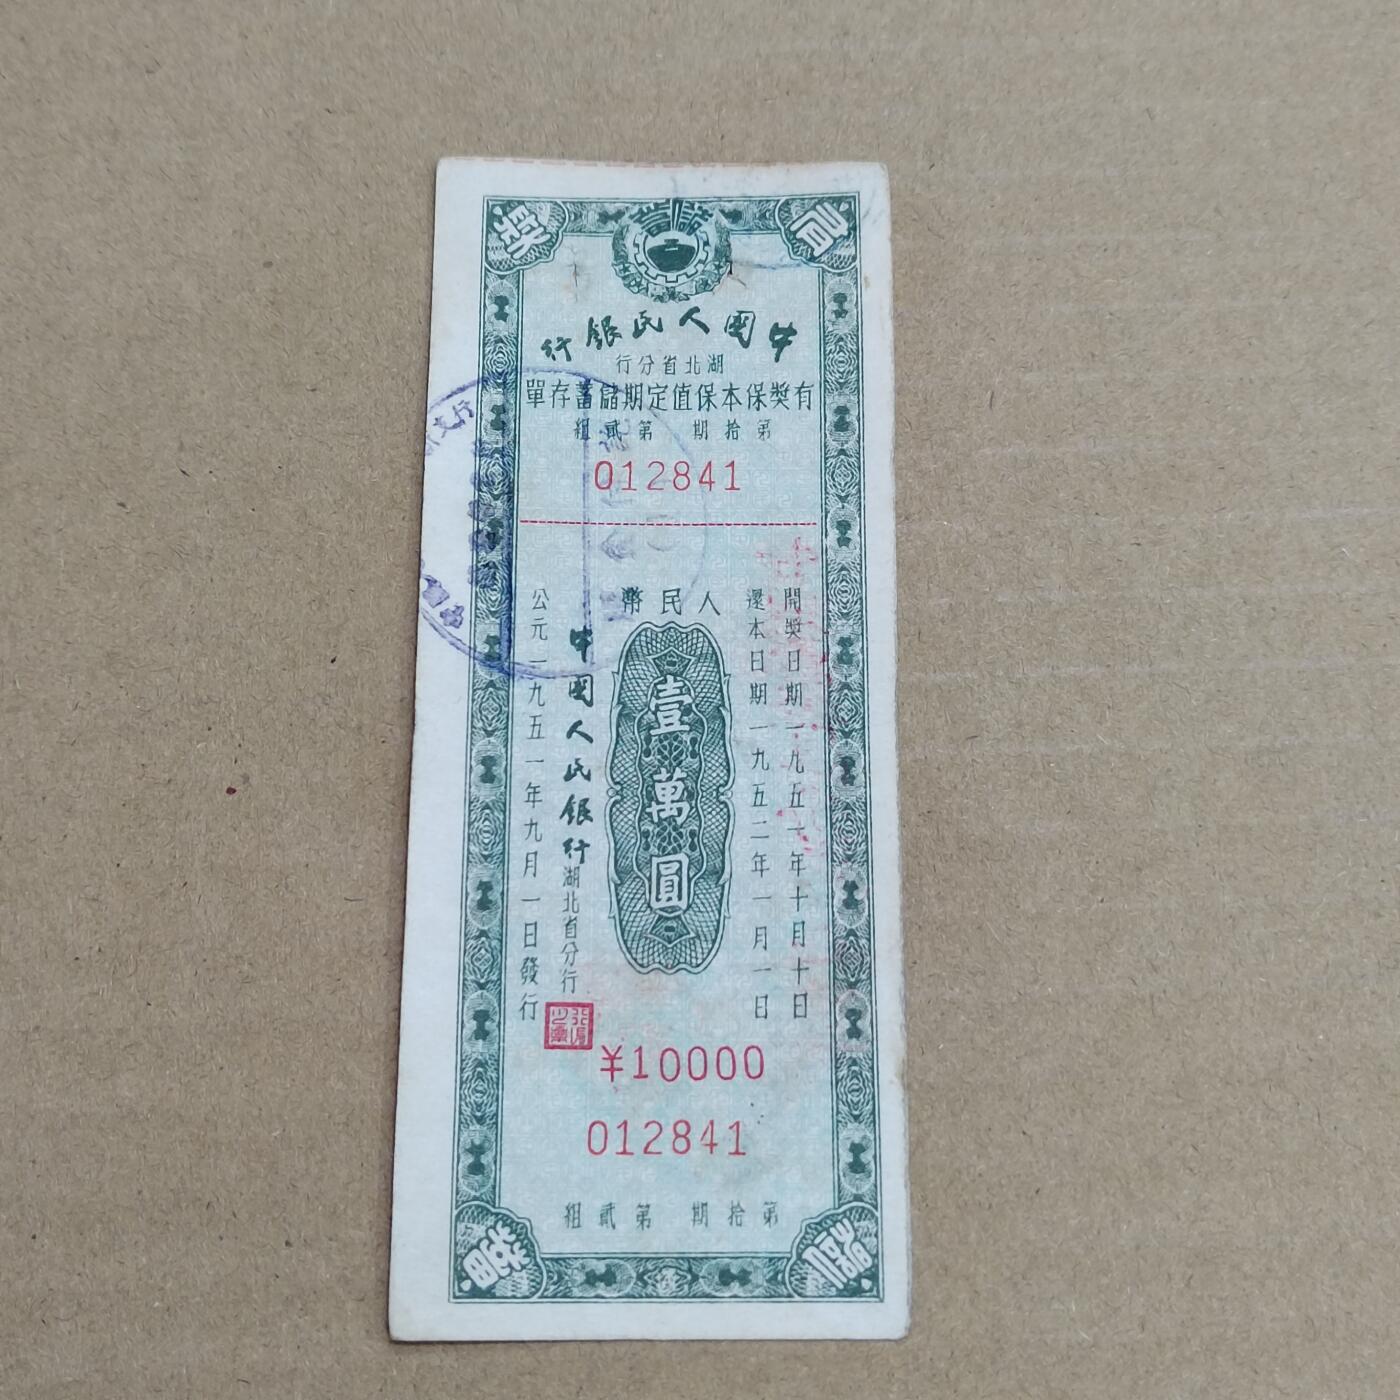 有獎
中國人民銀行
湖北省分行
有獎保本保值定期儲蓄存單
第拾期 第貳組
012841
人民幣
壹萬圓
開獎日期一九五一年十月十日
還本日期一九五二年一月一日
中國人民銀行湖北省分行
公元一九五一年九月一日發行
¥10000
012841
第拾期 第貳組
儲蓄